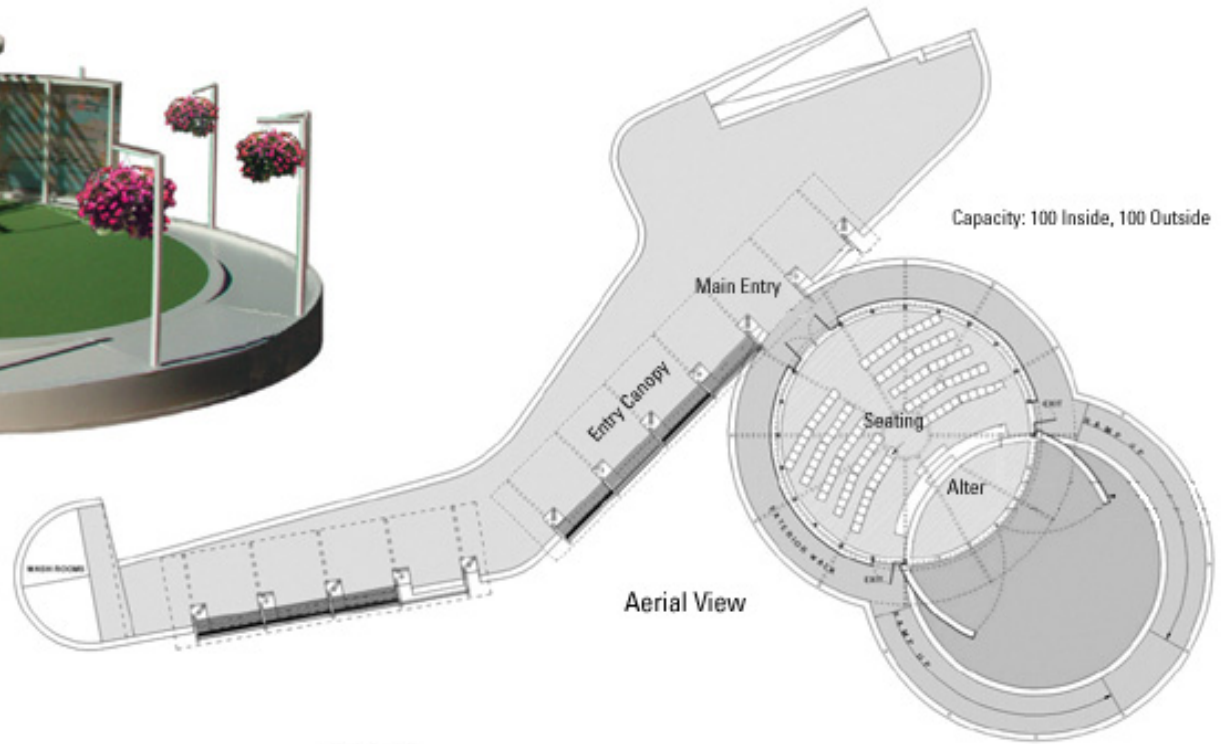 Capacity: 100 Inside, 100 Outside
Main Entry
Entry Canopy
Seating
EXIT
RAMP UP
Alter
EXTERIOR WALK
WASH ROOMS
EXIT
Aerial View
RAMP UP